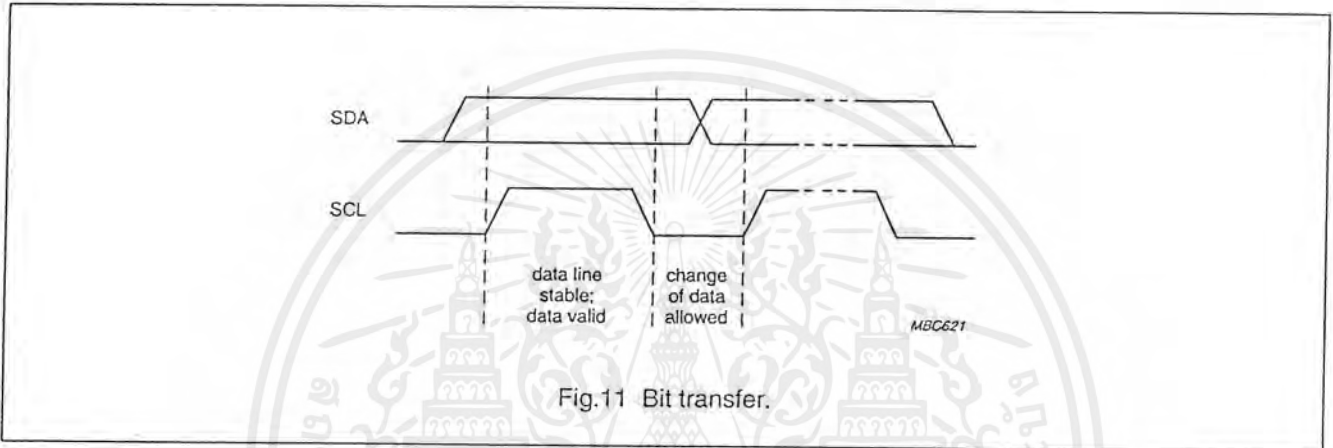 SDA
SCL
data line
stable;
data valid
change
of data
allowed
MBC621
Fig.11 Bit transfer.